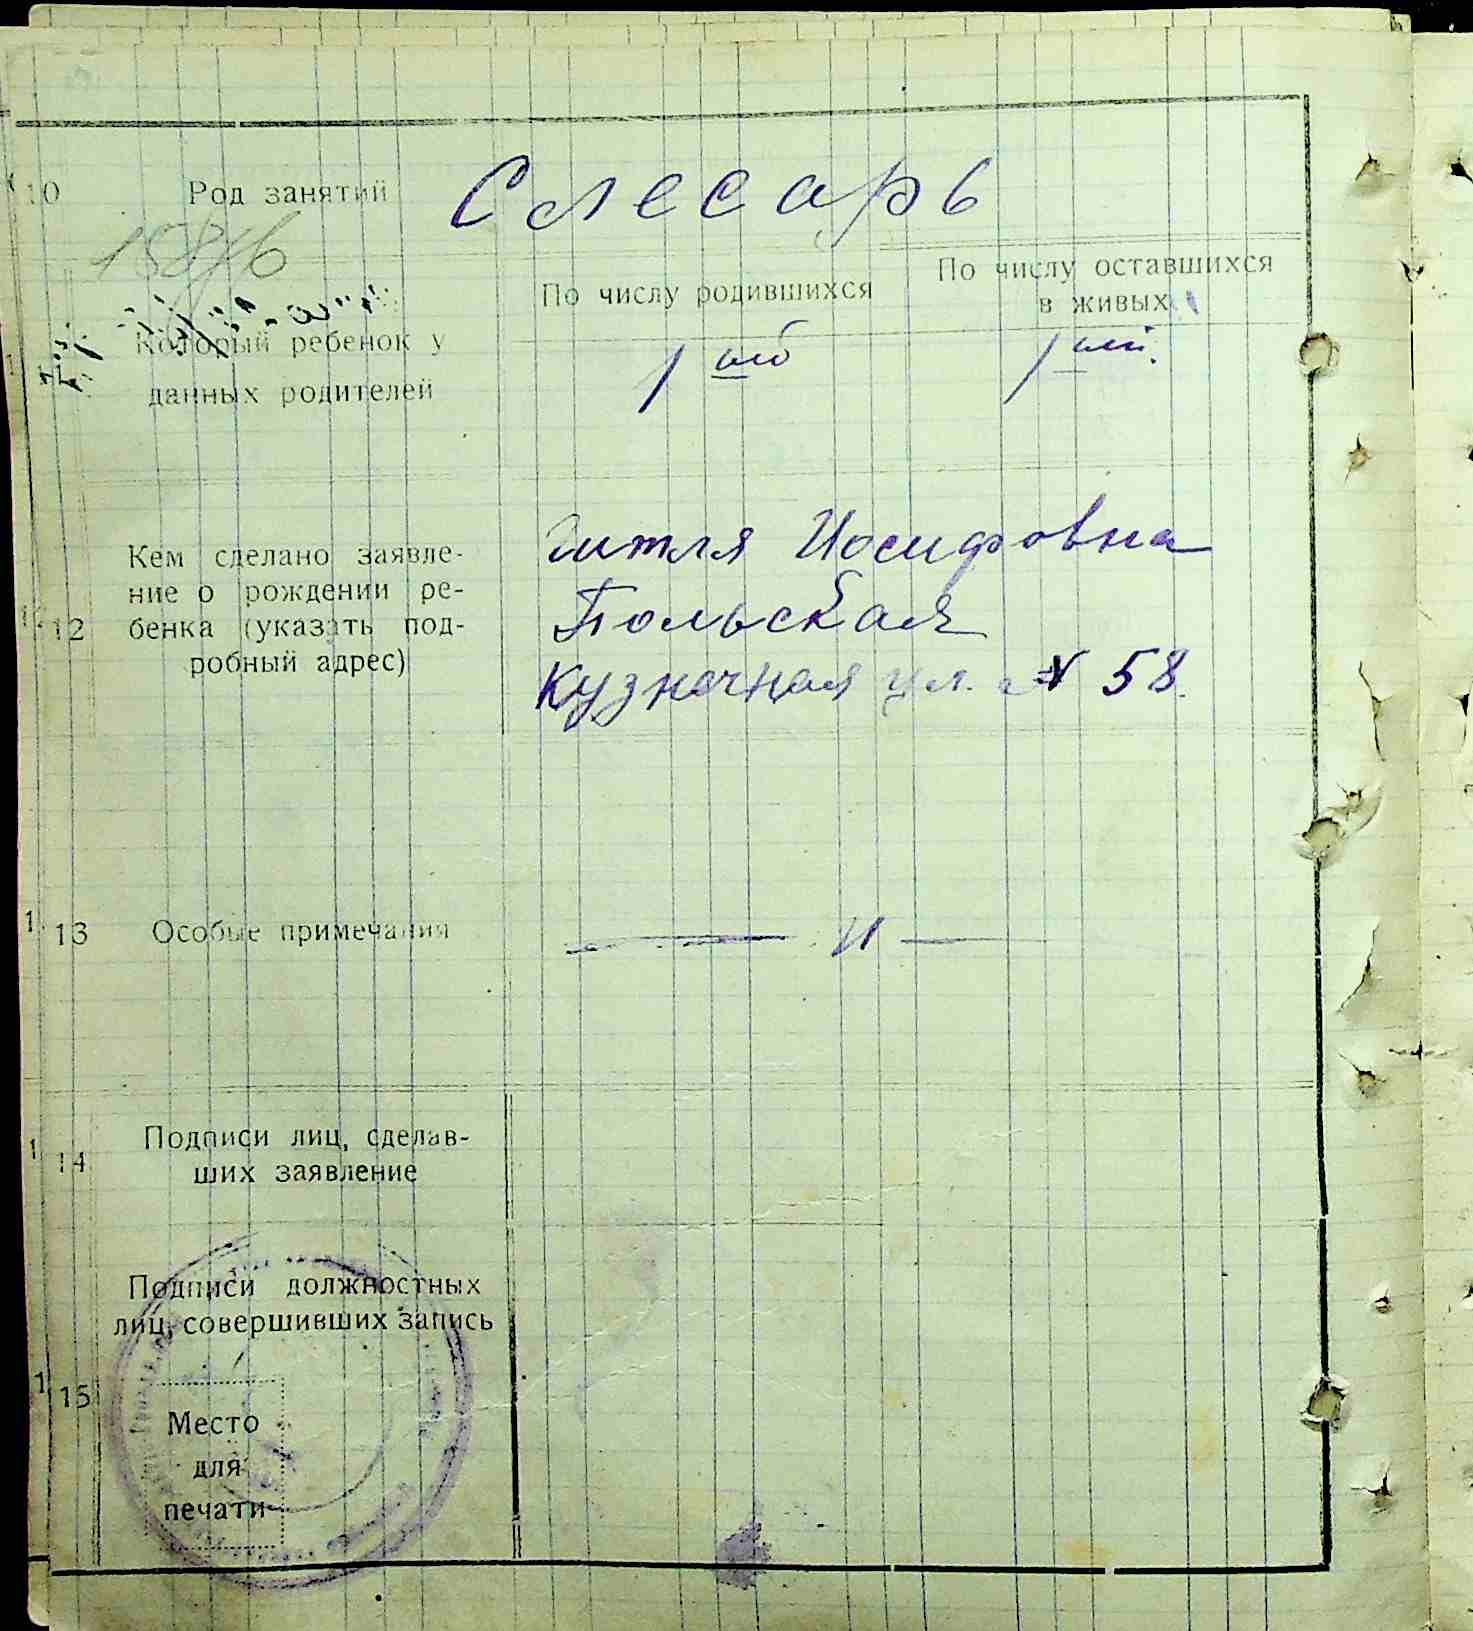 10 Род занятий Слесарь
По числу родившихся
По числу оставшихся
в живых
Который ребенок у
данных родителей
1 ый
1 ый.
12 Кем сделано заявле-
ние о рождении ре-
бенка (указать под-
робный адрес)
Гитля Иосифовна
Польская
Кузнечная ул. № 58.
13 Особые примечания — " —
14 Подписи лиц, сделав-
ших заявление
Подписи должностных
лиц, совершивших запись
15
Место
для
печати